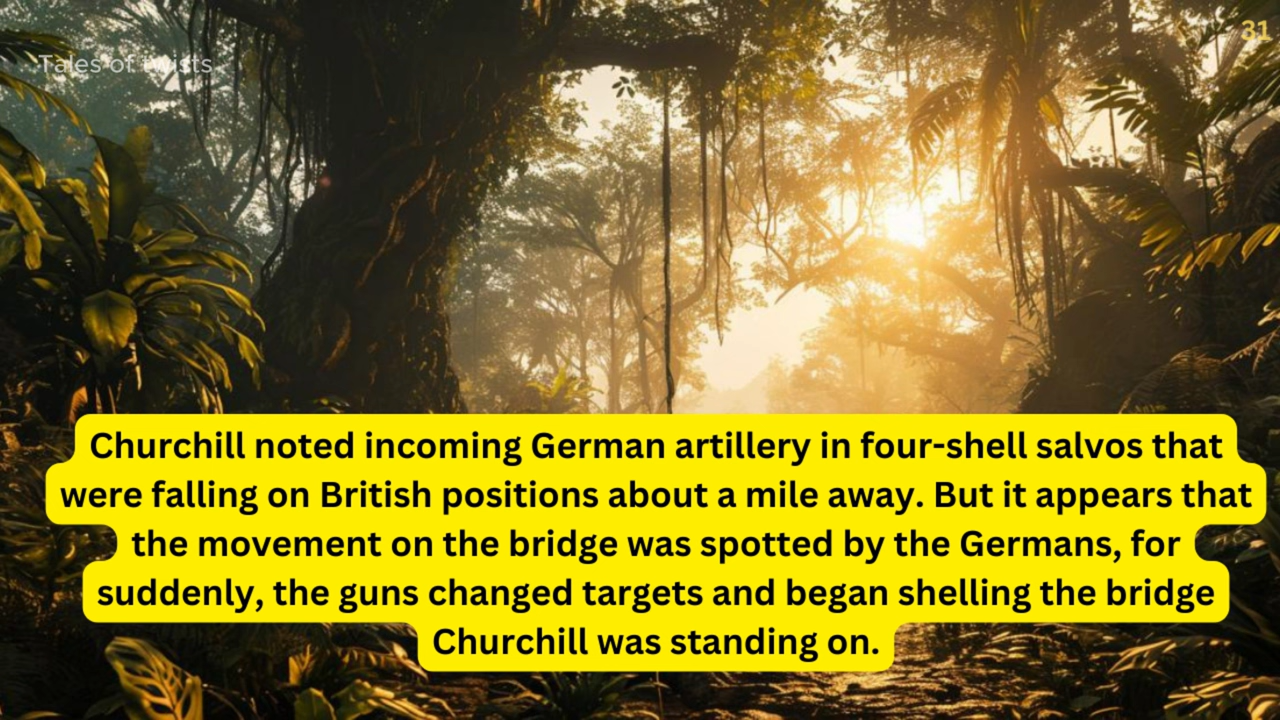 31
Tales of twists
Churchill noted incoming German artillery in four-shell salvos that
were falling on British positions about a mile away. But it appears that
the movement on the bridge was spotted by the Germans, for
suddenly, the guns changed targets and began shelling the bridge
Churchill was standing on.